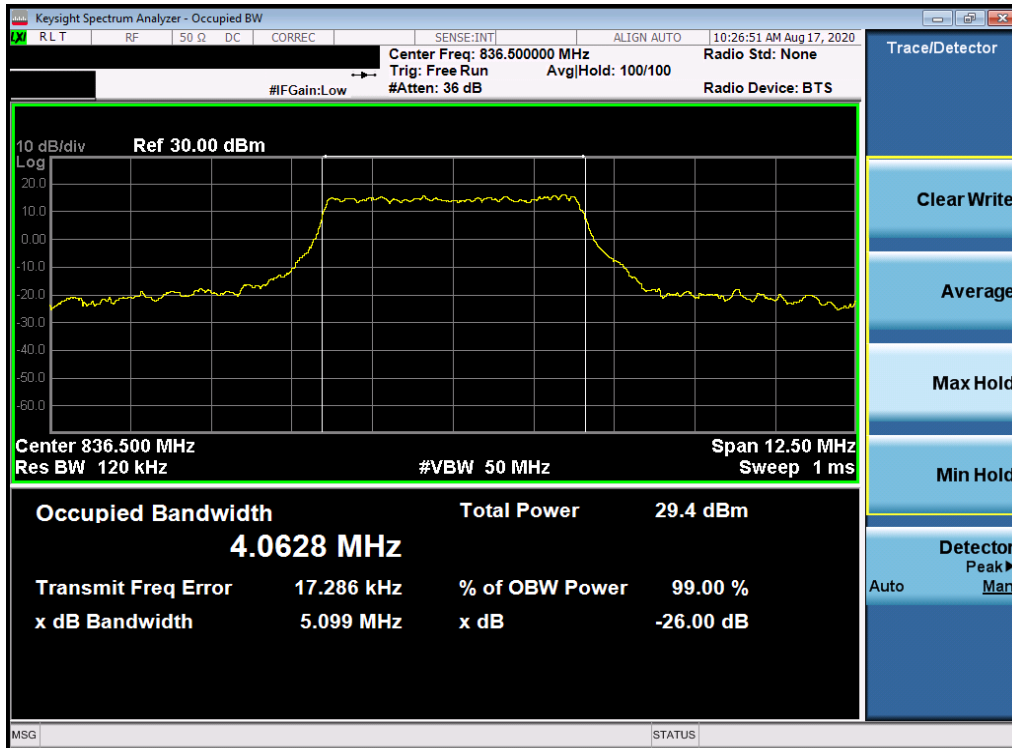 Keysight Spectrum Analyzer - Occupied BW
LXI RLT RF 50 Ω DC CORREC SENSE:INT ALIGN AUTO 10:26:51 AM Aug 17, 2020
Center Freq: 836.500000 MHz Radio Std: None
Trig: Free Run Avg|Hold: 100/100
#IFGain:Low #Atten: 36 dB Radio Device: BTS
Trace/Detector
10 dB/div Ref 30.00 dBm
Log
20.0
10.0
0.00
-10.0
-20.0
-30.0
-40.0
-50.0
-60.0
Center 836.500 MHz Span 12.50 MHz
Res BW 120 kHz #VBW 50 MHz Sweep 1 ms
Occupied Bandwidth Total Power 29.4 dBm
4.0628 MHz
Transmit Freq Error 17.286 kHz % of OBW Power 99.00 %
x dB Bandwidth 5.099 MHz x dB -26.00 dB
Clear Write
Average
Max Hold
Min Hold
Detector
Peak
Auto Man
MSG STATUS